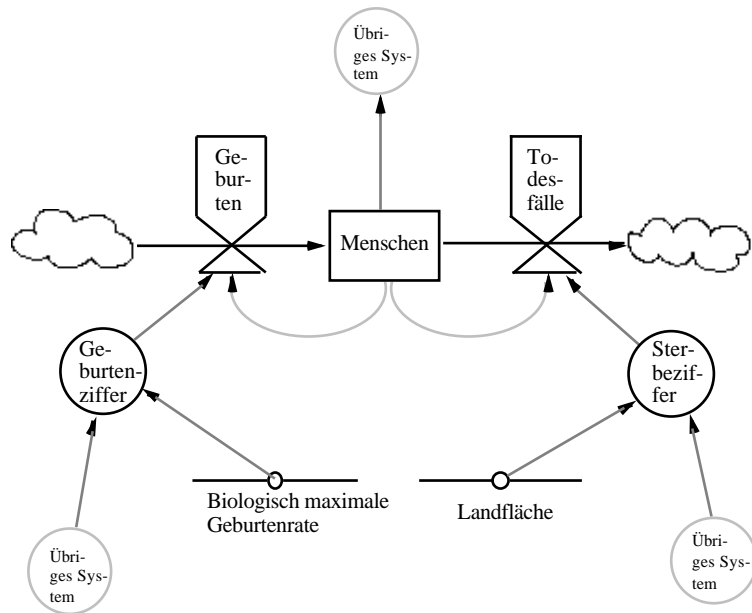 Übri-
ges Sys-
tem
Ge-
bur-
ten
To-
des-
fälle
Menschen
Ge-
burten-
ziffer
Ster-
bezif-
fer
Biologisch maximale
Geburtenrate
Landfläche
Übri-
ges Sys-
tem
Übri-
ges Sys-
tem